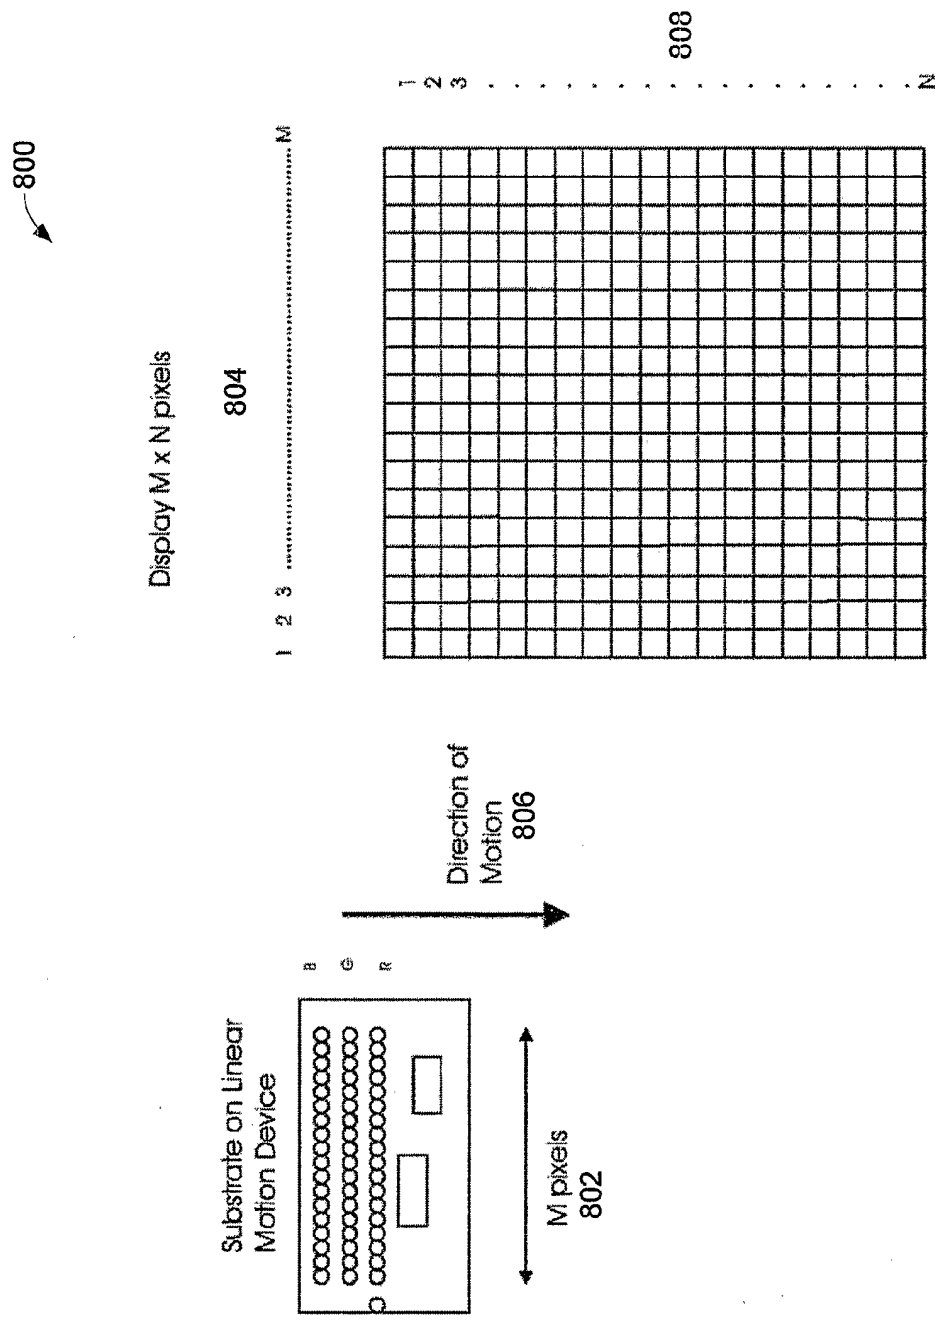 800
Display M x N pixels
804
1 2 3 M
1
2
3
N
808
Substrate on Linear
Motion Device
B
G
R
Direction of
Motion
806
M pixels
802